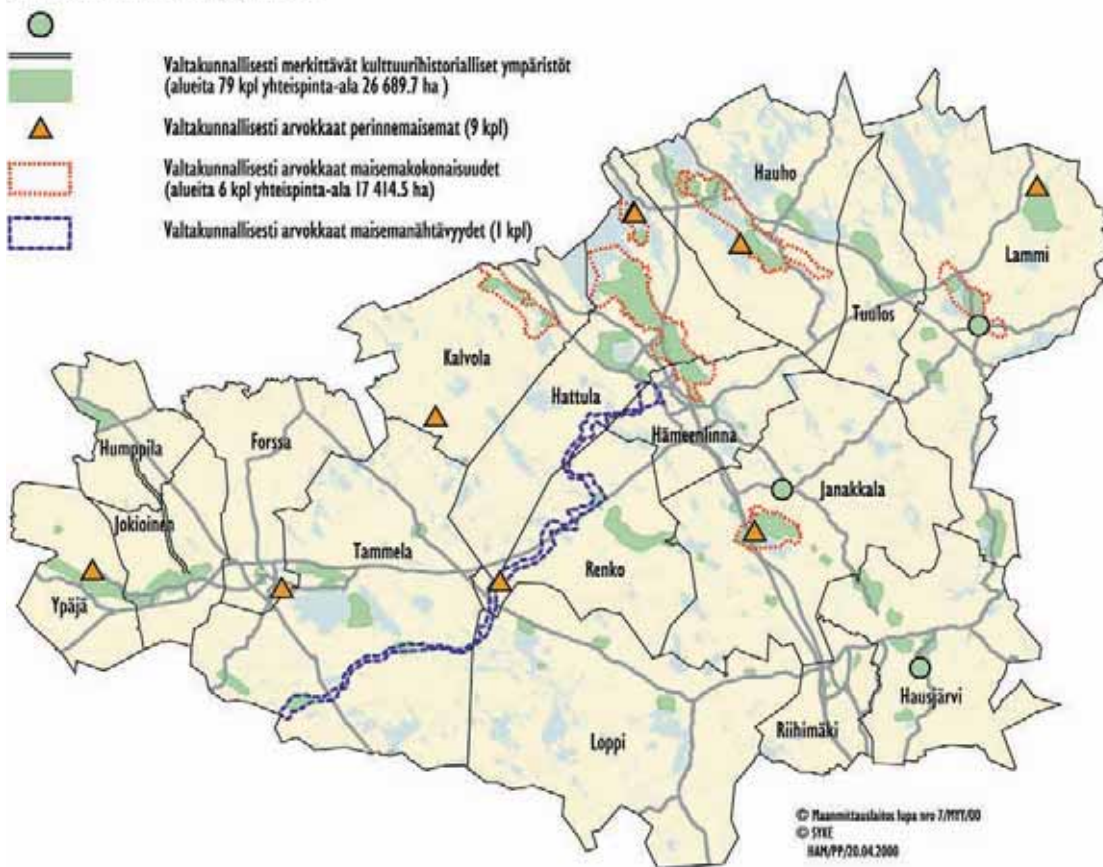 Valtakunnallisesti merkittävät kulttuurihistorialliset ympäristöt
(alueita 79 kpl yhteispinta-ala 26 689.7 ha )
Valtakunnallisesti arvokkaat perinnemaisemat (9 kpl)
Valtakunnallisesti arvokkaat maisemakokonaisuudet
(alueita 6 kpl yhteispinta-ala 17 414.5 ha)
Valtakunnallisesti arvokkaat maisemanähtävyydet (1 kpl)
Hauho
Lammi
Tuulos
Kalvola
Hattula
Hämeenlinna
Humppila
Forssa
Jokioinen
Janakkala
Tammela
Renko
Ypäjä
Hausjärvi
Loppi
Riihimäki
© Maanmittauslaitos lupa nro 7/MYY/00
© SYKE
HAM/PP/20.04.2000